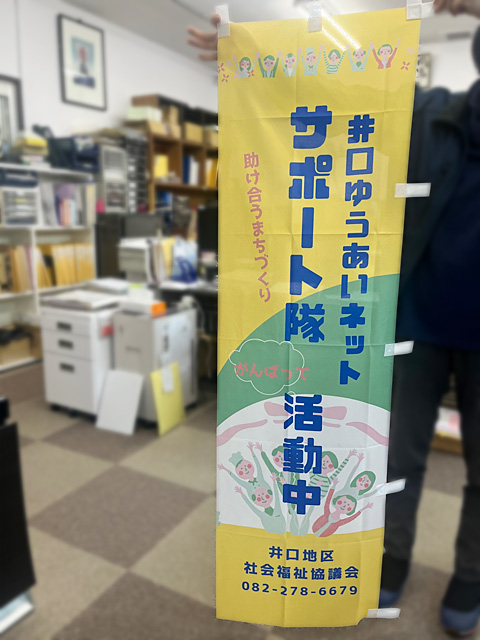 井口ゆうあいネット
サポート隊
活動中
助け合うまちづくり
がんばって
井口地区
社会福祉協議会
082-278-6679